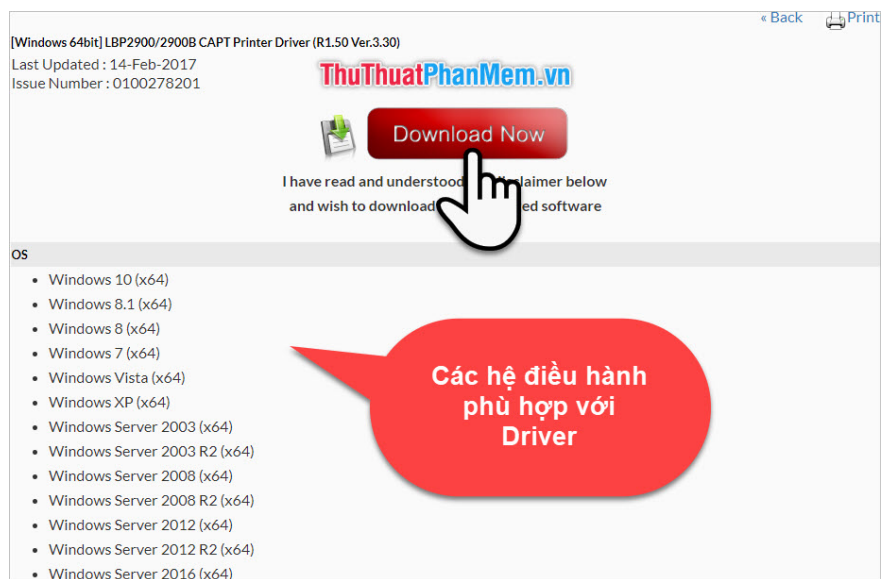 « Back Print
[Windows 64bit] LBP2900/2900B CAPT Printer Driver (R1.50 Ver.3.30)
Last Updated : 14-Feb-2017
Issue Number : 0100278201
ThuThuatPhanMem.vn
Download Now
I have read and understood laimer below
and wish to download ed software
OS
• Windows 10 (x64)
• Windows 8.1 (x64)
• Windows 8 (x64)
• Windows 7 (x64)
• Windows Vista (x64)
• Windows XP (x64)
• Windows Server 2003 (x64)
• Windows Server 2003 R2 (x64)
• Windows Server 2008 (x64)
• Windows Server 2008 R2 (x64)
• Windows Server 2012 (x64)
• Windows Server 2012 R2 (x64)
• Windows Server 2016 (x64)
Các hệ điều hành
phù hợp với
Driver